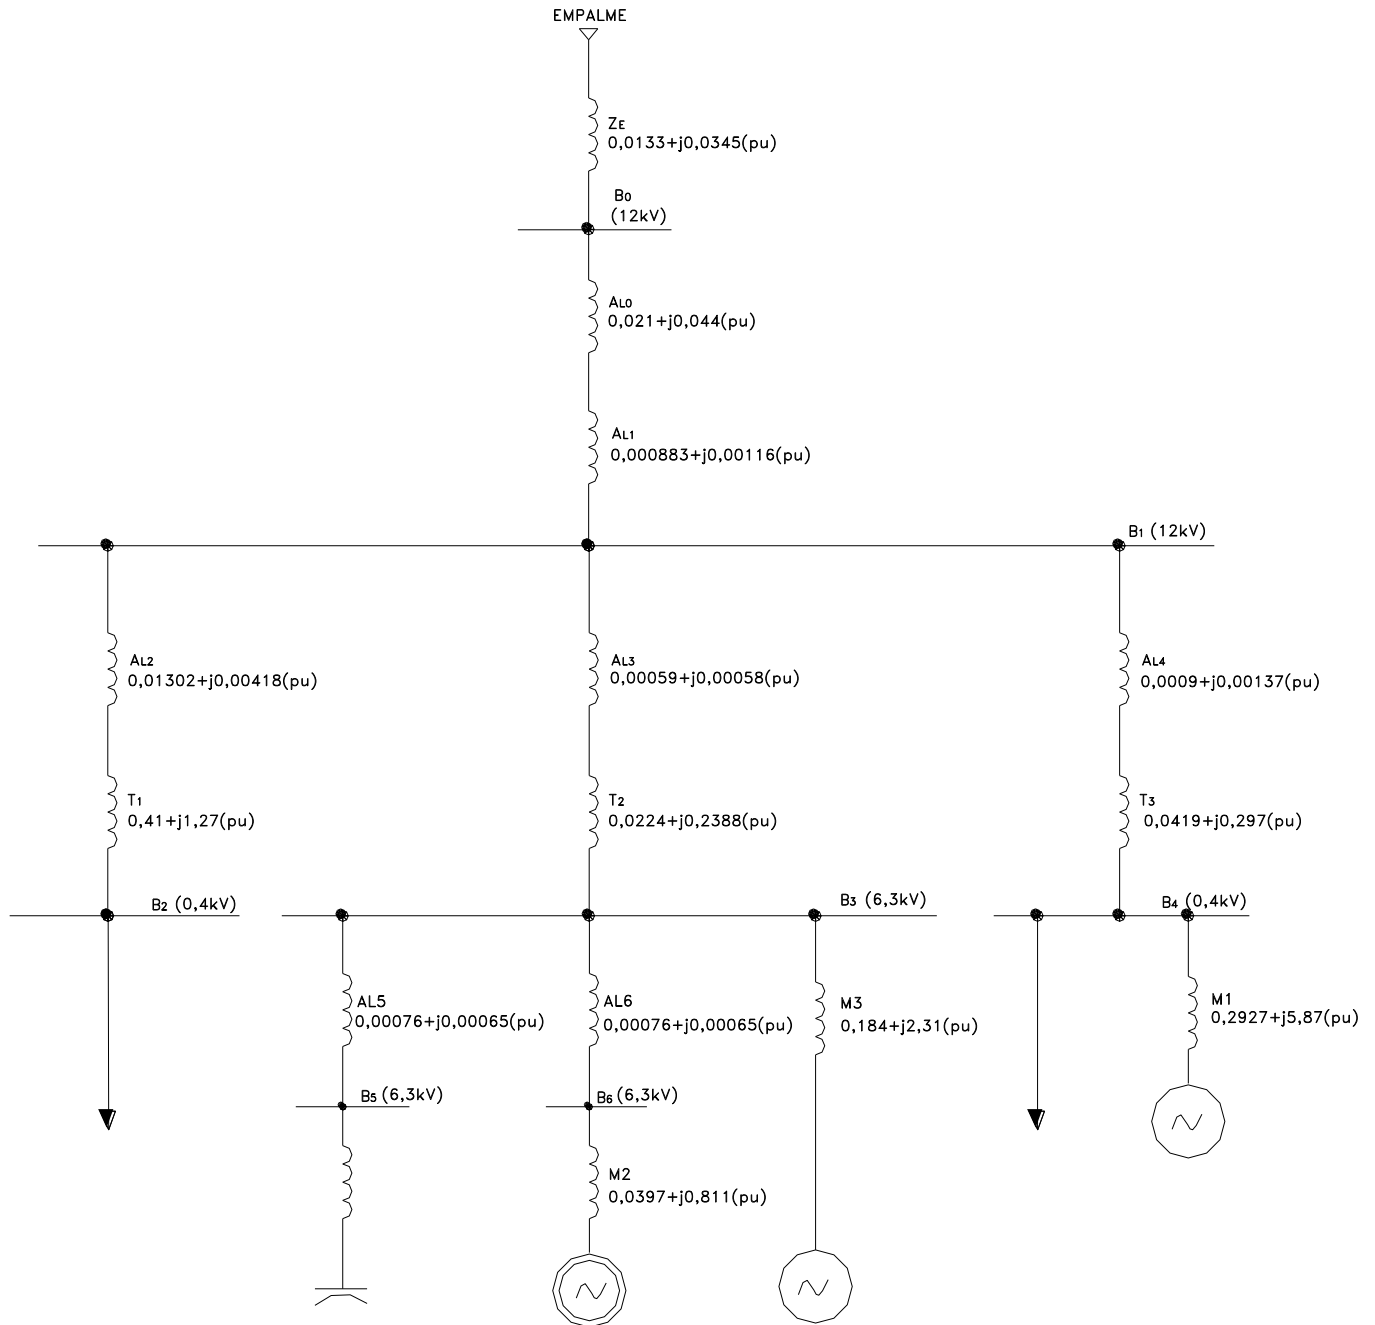 EMPALME
ZE
0,0133+j0,0345(pu)
B0
(12kV)
AL0
0,021+j0,044(pu)
AL1
0,000883+j0,00116(pu)
B1 (12kV)
AL2
0,01302+j0,00418(pu)
AL3
0,00059+j0,00058(pu)
AL4
0,0009+j0,00137(pu)
T1
0,41+j1,27(pu)
T2
0,0224+j0,2388(pu)
T3
0,0419+j0,297(pu)
B2 (0,4kV)
B3 (6,3kV)
B4 (0,4kV)
AL5
0,00076+j0,00065(pu)
AL6
0,00076+j0,00065(pu)
M3
0,184+j2,31(pu)
M1
0,2927+j5,87(pu)
B5 (6,3kV)
B6 (6,3kV)
M2
0,0397+j0,811(pu)